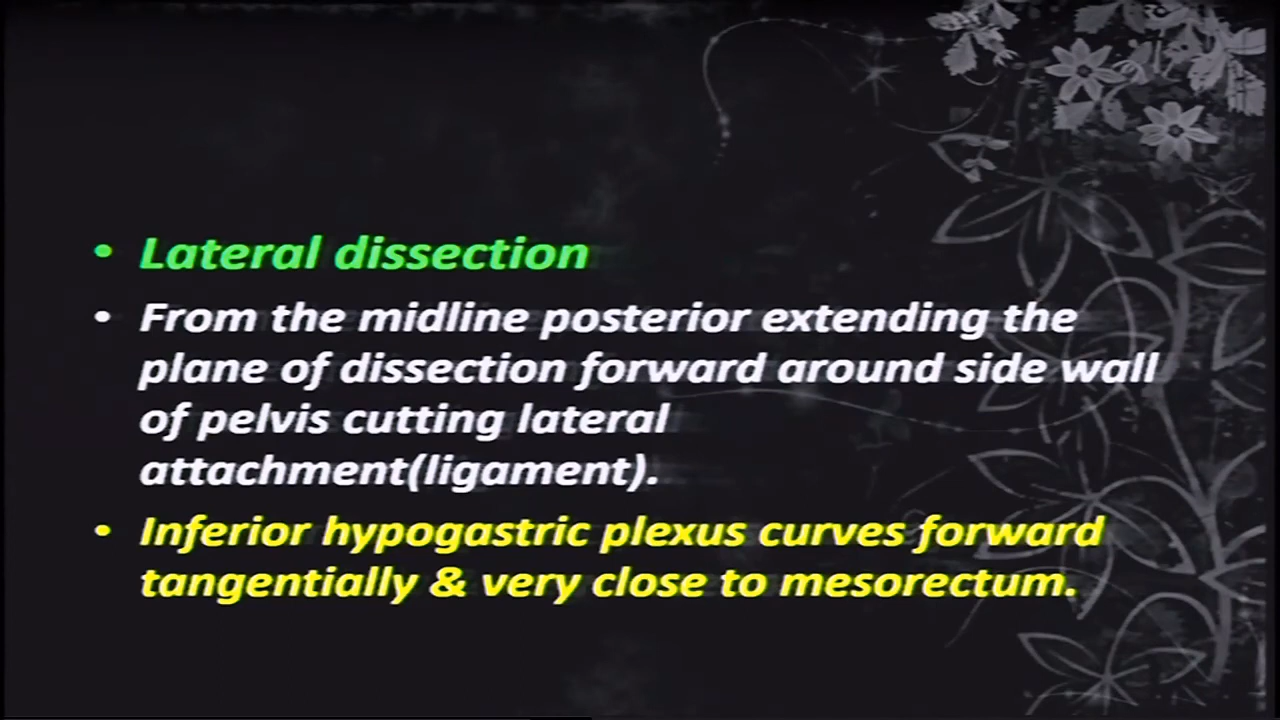 • Lateral dissection
• From the midline posterior extending the
plane of dissection forward around side wall
of pelvis cutting lateral
attachment(ligament).
• Inferior hypogastric plexus curves forward
tangentially & very close to mesorectum.